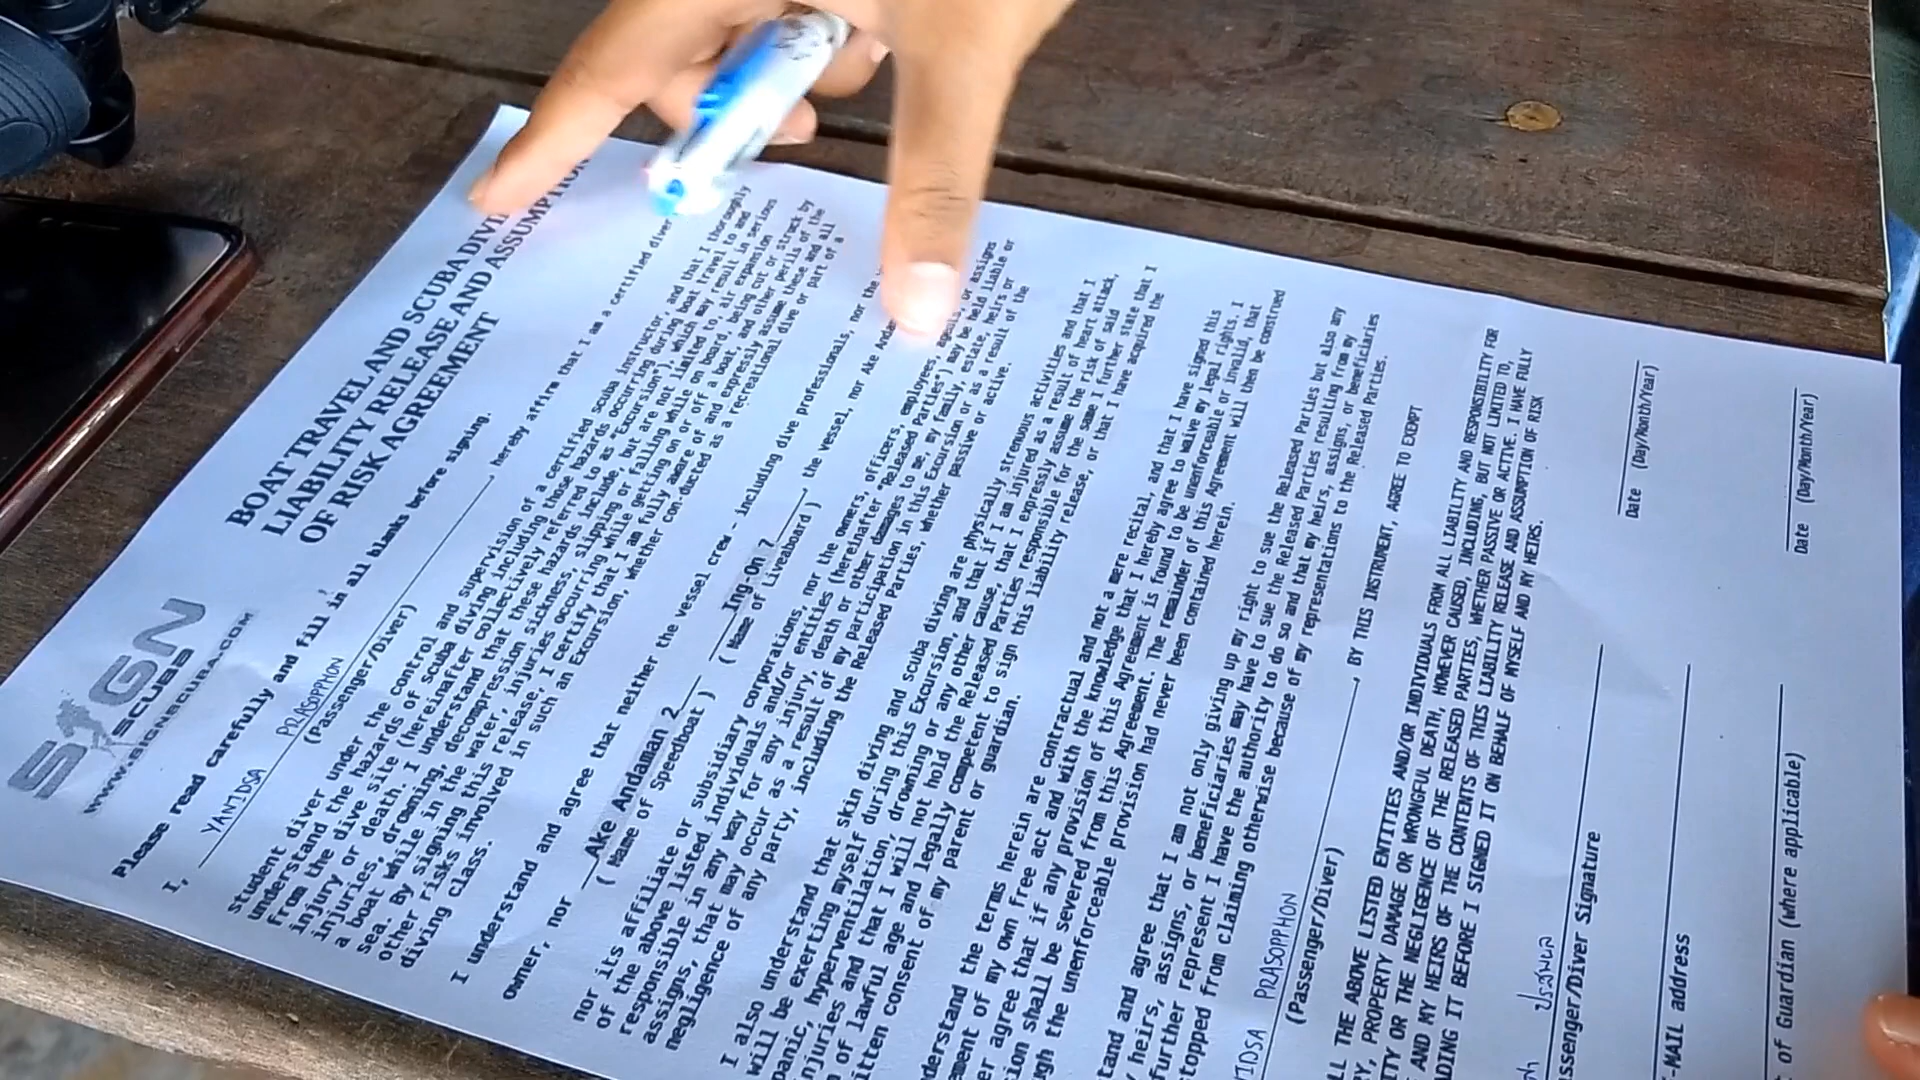 SIGN
SCUBA
WWW.SIGNSCUBA.COM
BOAT TRAVEL AND SCUBA DIVI
LIABILITY RELEASE AND ASSUMPTION
OF RISK AGREEMENT
Please read carefully and fill in all blanks before signing.
I, YANIDSA PRASOPPHON, hereby affirm that I am a certified diver
(Passenger/Diver)
student diver under the control and supervision of a certified scuba instructor, and that I thoroughly
understand the hazards of scuba diving including those hazards occurring during boat travel to and
from the dive site (hereinafter collectively referred to as "Excursion"), which may result in serious
injury or death. I understand that these hazards include, but are not limited to, air expansion
injuries, drowning, decompression sickness, slipping or falling while on board, being cut or struck by
a boat while in the water, injuries occurring while getting on or off a boat, and other perils of the
sea. By signing this release, I certify that I am fully aware of and expressly assume these and all
other risks involved in such an Excursion, whether con-ducted as a recreational dive or part of a
diving class.
I understand and agree that neither the vessel crew - including dive professionals, nor the
owner, nor Ake Andaman 2 ( Name of Speedboat ) ( Name of Liveaboard ) Ing-On 7, the vessel, nor Ake Anda
nor its affiliate or subsidiary corporations, nor the owners, officers, employees, agents, or assigns
of the above listed individuals and/or entities (hereinafter "Released Parties") may be held liable or
responsible in any way for any injury, death or other damages to me, my family, estate, heirs or
assigns, that may occur as a result of my participation in this Excursion or as a result of the
negligence of any party, including the Released Parties, whether passive or active.
I also understand that skin diving and scuba diving are physically strenuous activities and that I
will be exerting myself during this Excursion, and that if I am injured as a result of heart attack,
panic, hyperventilation, drowning or any other cause, that I expressly assume the risk of said
njuries and that I will not hold the Released Parties responsible for the same I further state that I
n of lawful age and legally competent to sign this liability release, or that I have acquired the
itten consent of my parent or guardian.
nderstand the terms herein are contractual and not a mere recital, and that I have signed this
ement of my own free act and with the knowledge that I hereby agree to waive my legal rights. I
er agree that if any provision of this Agreement is found to be unenforceable or invalid, that
ion shall be severed from this Agreement. The remainder of this Agreement will then be construed
ugh the unenforceable provision had never been contained herein.
stand and agree that I am not only giving up my right to sue the Released Parties but also any
heirs, assigns, or beneficiaries may have to sue the Released Parties resulting from my
further represent I have the authority to do so and that my heirs, assigns, or beneficiaries
stopped from claiming otherwise because of my representations to the Released Parties.
IDSA PRASOPPHON, BY THIS INSTRUMENT, AGREE TO EXEMPT
(Passenger/Diver)
LL THE ABOVE LISTED ENTITIES AND/OR INDIVIDUALS FROM ALL LIABILITY AND RESPONSIBILITY FOR
RY, PROPERTY DAMAGE OR WRONGFUL DEATH, HOWEVER CAUSED, INCLUDING, BUT NOT LIMITED TO,
ITY OR THE NEGLIGENCE OF THE RELEASED PARTIES, WHETHER PASSIVE OR ACTIVE. I HAVE FULLY
E AND MY HEIRS OF THE CONTENTS OF THIS LIABILITY RELEASE AND ASSUMPTION OF RISK
ADING IT BEFORE I SIGNED IT ON BEHALF OF MYSELF AND MY HEIRS.
assenger/Diver Signature
Date (Day/Month/Year)
-MAIL address
of Guardian (where applicable)
Date (Day/Month/Year)